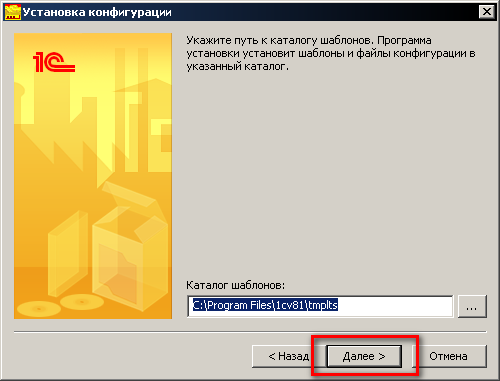 Установка конфигурации
1С
Укажите путь к каталогу шаблонов. Программа
установки установит шаблоны и файлы конфигурации в
указанный каталог.
Каталог шаблонов:
C:\Program Files\1cv81\tmplts
...
< Назад
Далее >
Отмена